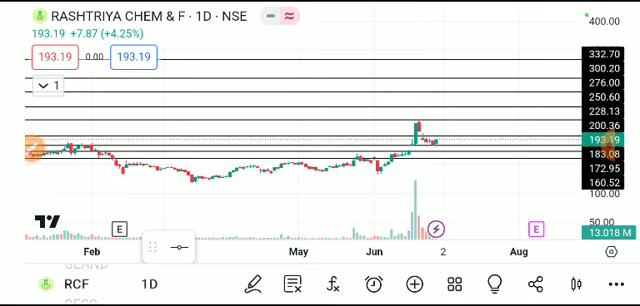 RASHTRIYA CHEM & F · 1D · NSE
193.19 +7.87 (+4.25%)
193.19 0.00 193.19
1
400.00
332.70
300.20
276.00
250.60
228.13
200.36
193.19
183.08
172.95
160.52
100.00
50.00
13.018 M
E E
Feb May Jun 2 Aug
RCF 1D